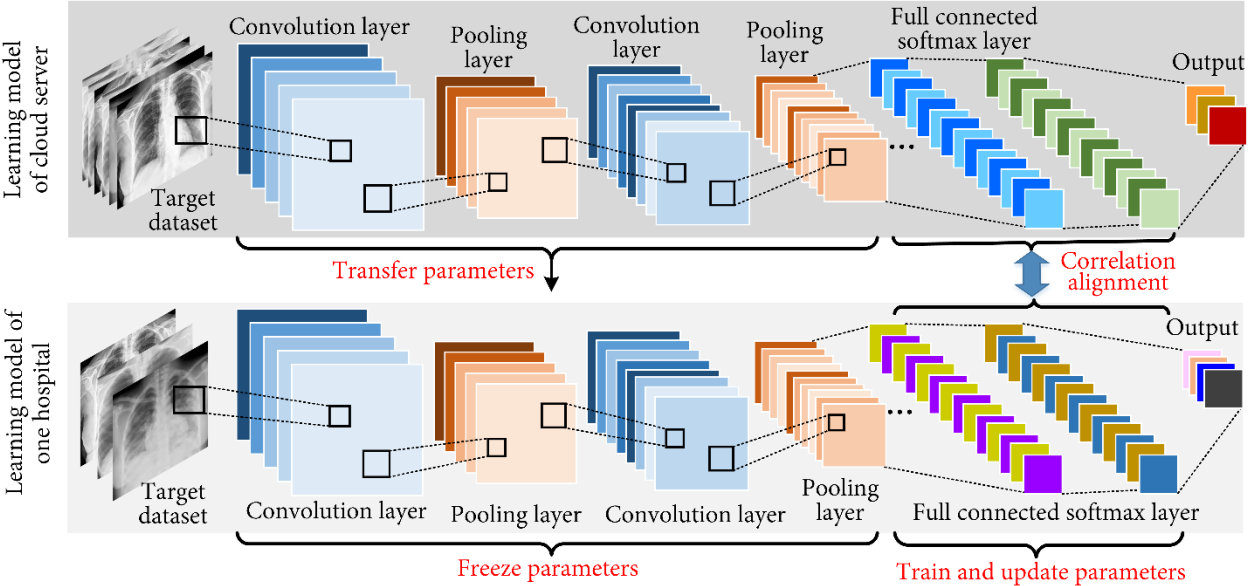 Learning model
of cloud server
Convolution layer
Pooling
layer
Convolution
layer
Pooling
layer
Full connected
softmax layer
Output
Target
dataset
...
Transfer parameters
Correlation
alignment
Learning model of
one hospital
Output
...
Target
dataset
Convolution layer
Pooling layer
Convolution layer
Pooling
layer
Full connected softmax layer
Freeze parameters
Train and update parameters